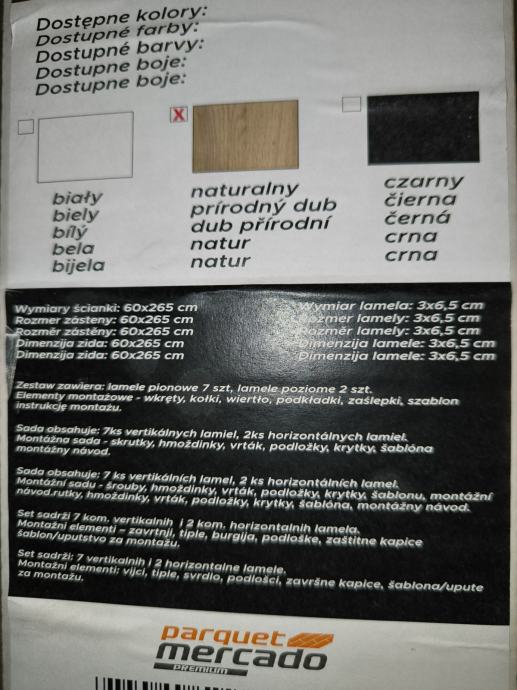 Dostępne kolory:
Dostupné farby:
Dostupné barvy:
Dostupne boje:
Dostupne boje:
X
biały
biely
bílý
bela
bijela
naturalny
prírodný dub
dub přírodní
natur
natur
czarny
čierna
černá
crna
crna
Wymiary ścianki: 60x265 cm
Rozmer zásteny: 60x265 cm
Rozměr zástěny: 60x265 cm
Dimenzija zida: 60x265 cm
Dimenzija zida: 60x265 cm
Wymiar lamela: 3x6,5 cm
Rozmer lamely: 3x6,5 cm
Rozměr lamely: 3x6,5 cm
Dimenzija lamele: 3x6,5 cm
Dimenzija lamele: 3x6,5 cm
Zestaw zawiera: lamele pionowe 7 szt, lamele poziome 2 szt.
Elementy montażowe - wkręty, kołki, wiertło, podkładki, zaślepki, szablon
instrukcję montażu.
Sada obsahuje: 7ks vertikálnych lamiel, 2ks horizontálnych lamiel.
Montážna sada - skrutky, hmoždinky, vrták, podložky, krytky, šablóna
montážny návod.
Sada obsahuje: 7 ks vertikálních lamel, 2 ks horizontálních lamel.
Montážní sadu - šrouby, hmoždinky, vrták, podložky, krytky, šablonu, montážní
návod.rutky, hmoždinky, vrták, podložky, krytky, šablóna, montážny návod.
Set sadrži 7 kom. vertikalnih i 2 kom. horizontalnih lamela.
Montažni elementi – zavrtnji, tiple, burgija, podloške, zaštitne kapice
šablon/uputstvo za montažu.
Set sadrži: 7 vertikalnih i 2 horizontalne lamele.
Montažni elementi: vijci, tiple, svrdlo, podlošci, završne kapice, šablona/upute
za montažu.
parquet
mercado
PREMIUM